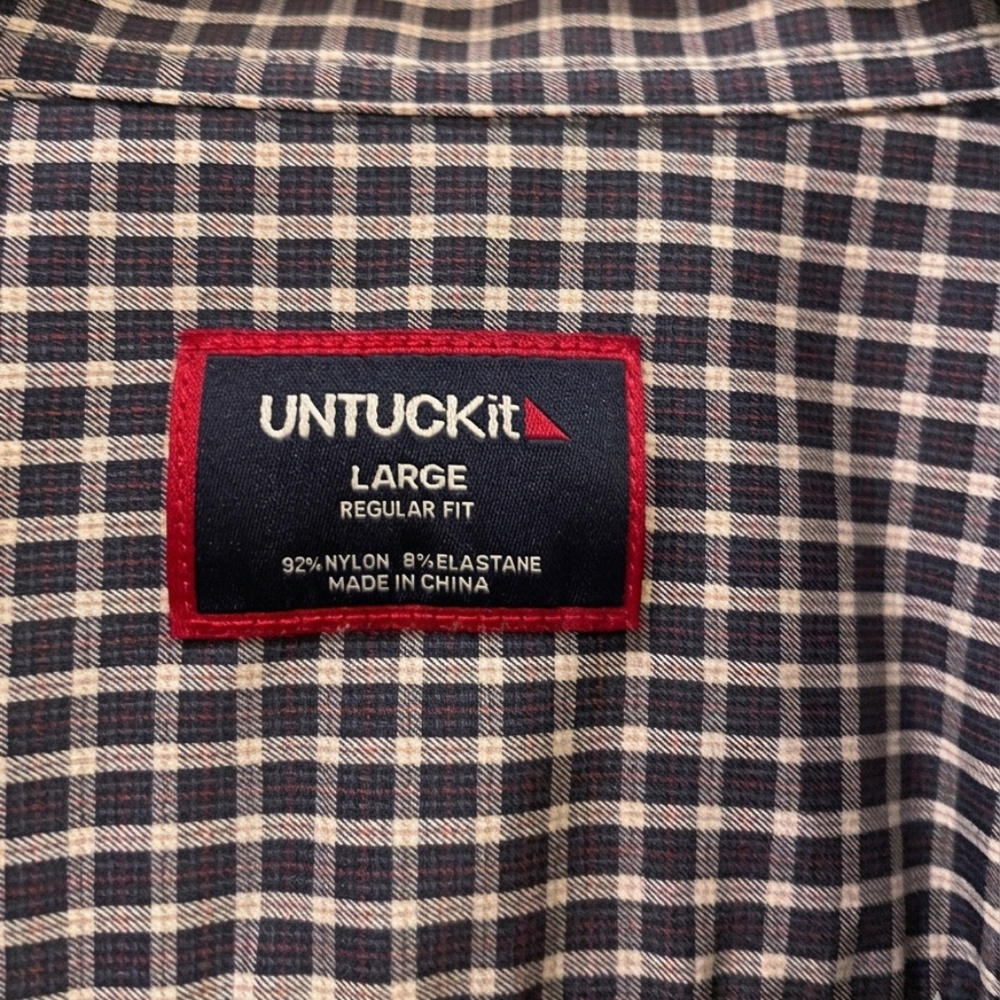 UNTUCKit
LARGE
REGULAR FIT
92% NYLON 8% ELASTANE
MADE IN CHINA